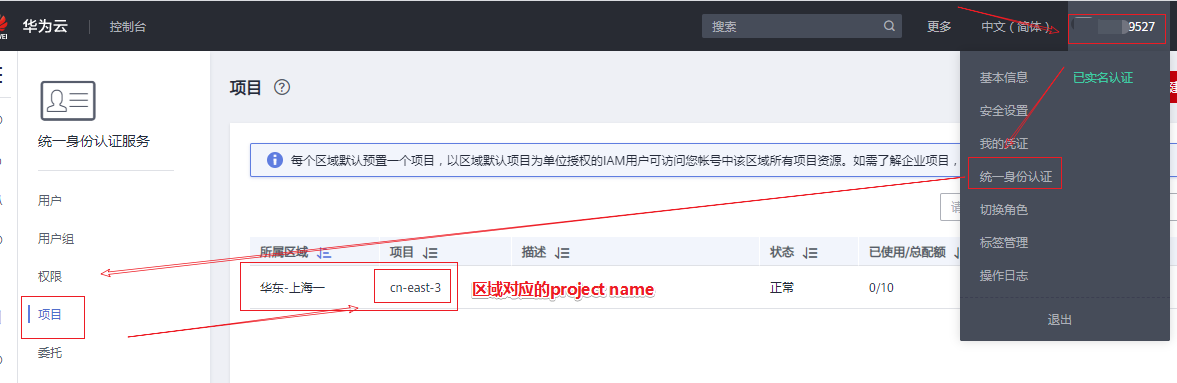 华为云 控制台 搜索 更多 中文（简体） 9527
基本信息 已实名认证
安全设置
我的凭证
统一身份认证
切换角色
标签管理
操作日志
退出
统一身份认证服务
用户
用户组
权限
项目
委托
项目 ?
每个区域默认预置一个项目，以区域默认项目为单位授权的IAM用户可访问您帐号中该区域所有项目资源。如需了解企业项目，
请
所属区域 项目 描述 状态 已使用/总配额
华东-上海一 cn-east-3 正常 0/10
区域对应的project name